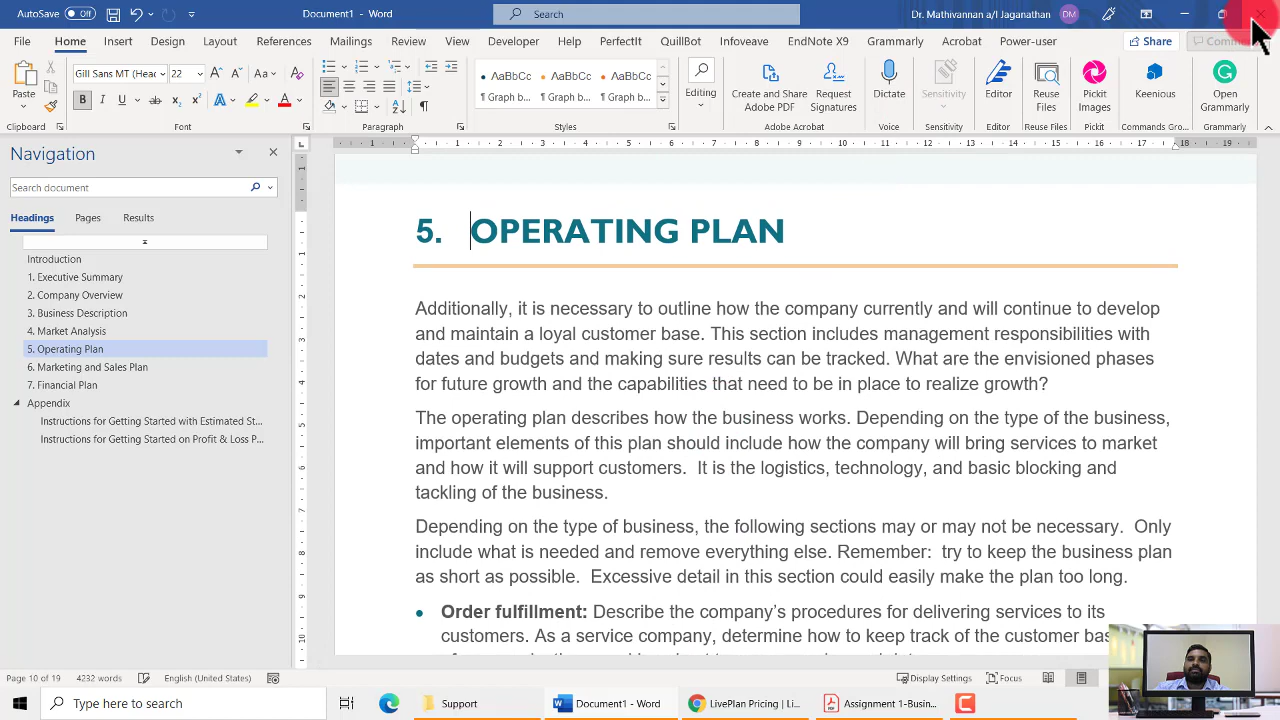 AutoSave Off Document1 - Word Search Dr. Mathivannan a/l Jaganathan DM
File Home Insert Design Layout References Mailings Review View Developer Help PerfectIt QuillBot Infoveave EndNote X9 Grammarly Acrobat Power-user Share
Paste
Gill Sans MT (Head 22
AaBbCc AaBbCc AaBbCc
¶ Graph b... ¶ Graph b... ¶ Graph b...
Editing
Create and Share Adobe PDF
Request Signatures
Dictate
Sensitivity
Editor
Reuse Files
Pickit Images
Keenious
Open Grammarly
Clipboard Font Paragraph Styles Adobe Acrobat Voice Sensitivity Editor Reuse Files Pickit Commands Gro... Grammarly
Navigation
Search document
Headings Pages Results
Introduction
1. Executive Summary
2. Company Overview
3. Business Description
4. Market Analysis
5. Operating Plan
6. Marketing and Sales Plan
7. Financial Plan
Appendix
Instructions for Getting Started with Estimated St...
Instructions for Getting Started on Profit & Loss P...
5. OPERATING PLAN
Additionally, it is necessary to outline how the company currently and will continue to develop
and maintain a loyal customer base. This section includes management responsibilities with
dates and budgets and making sure results can be tracked. What are the envisioned phases
for future growth and the capabilities that need to be in place to realize growth?
The operating plan describes how the business works. Depending on the type of the business,
important elements of this plan should include how the company will bring services to market
and how it will support customers.  It is the logistics, technology, and basic blocking and
tackling of the business.
Depending on the type of business, the following sections may or may not be necessary.  Only
include what is needed and remove everything else. Remember:  try to keep the business plan
as short as possible.  Excessive detail in this section could easily make the plan too long.
• Order fulfillment: Describe the company's procedures for delivering services to its
customers. As a service company, determine how to keep track of the customer bas
Page 10 of 19 4232 words English (United States) Display Settings Focus
Type here to search Document1 - Word LivePlan Pricing | Li... Assignment 1-Busin...